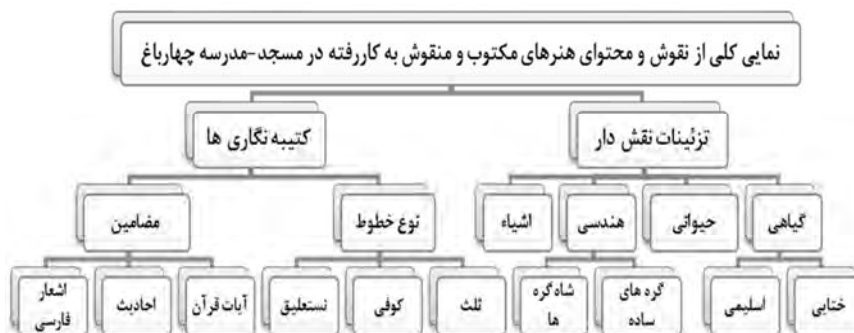 نمایی کلی از نقوش و محتوای هنرهای مکتوب و منقوش به کاررفته در مسجد-مدرسه چهارباغ
تزئینات نقش دار
کتیبه نگاری ها
گیاهی
حیوانی
هندسی
اشیاء
نوع خطوط
مضامین
ختایی
اسلیمی
گره های
ساده
شاه گره
ها
ثلث
کوفی
نستعلیق
آیات قرآن
احادیث
اشعار
فارسی